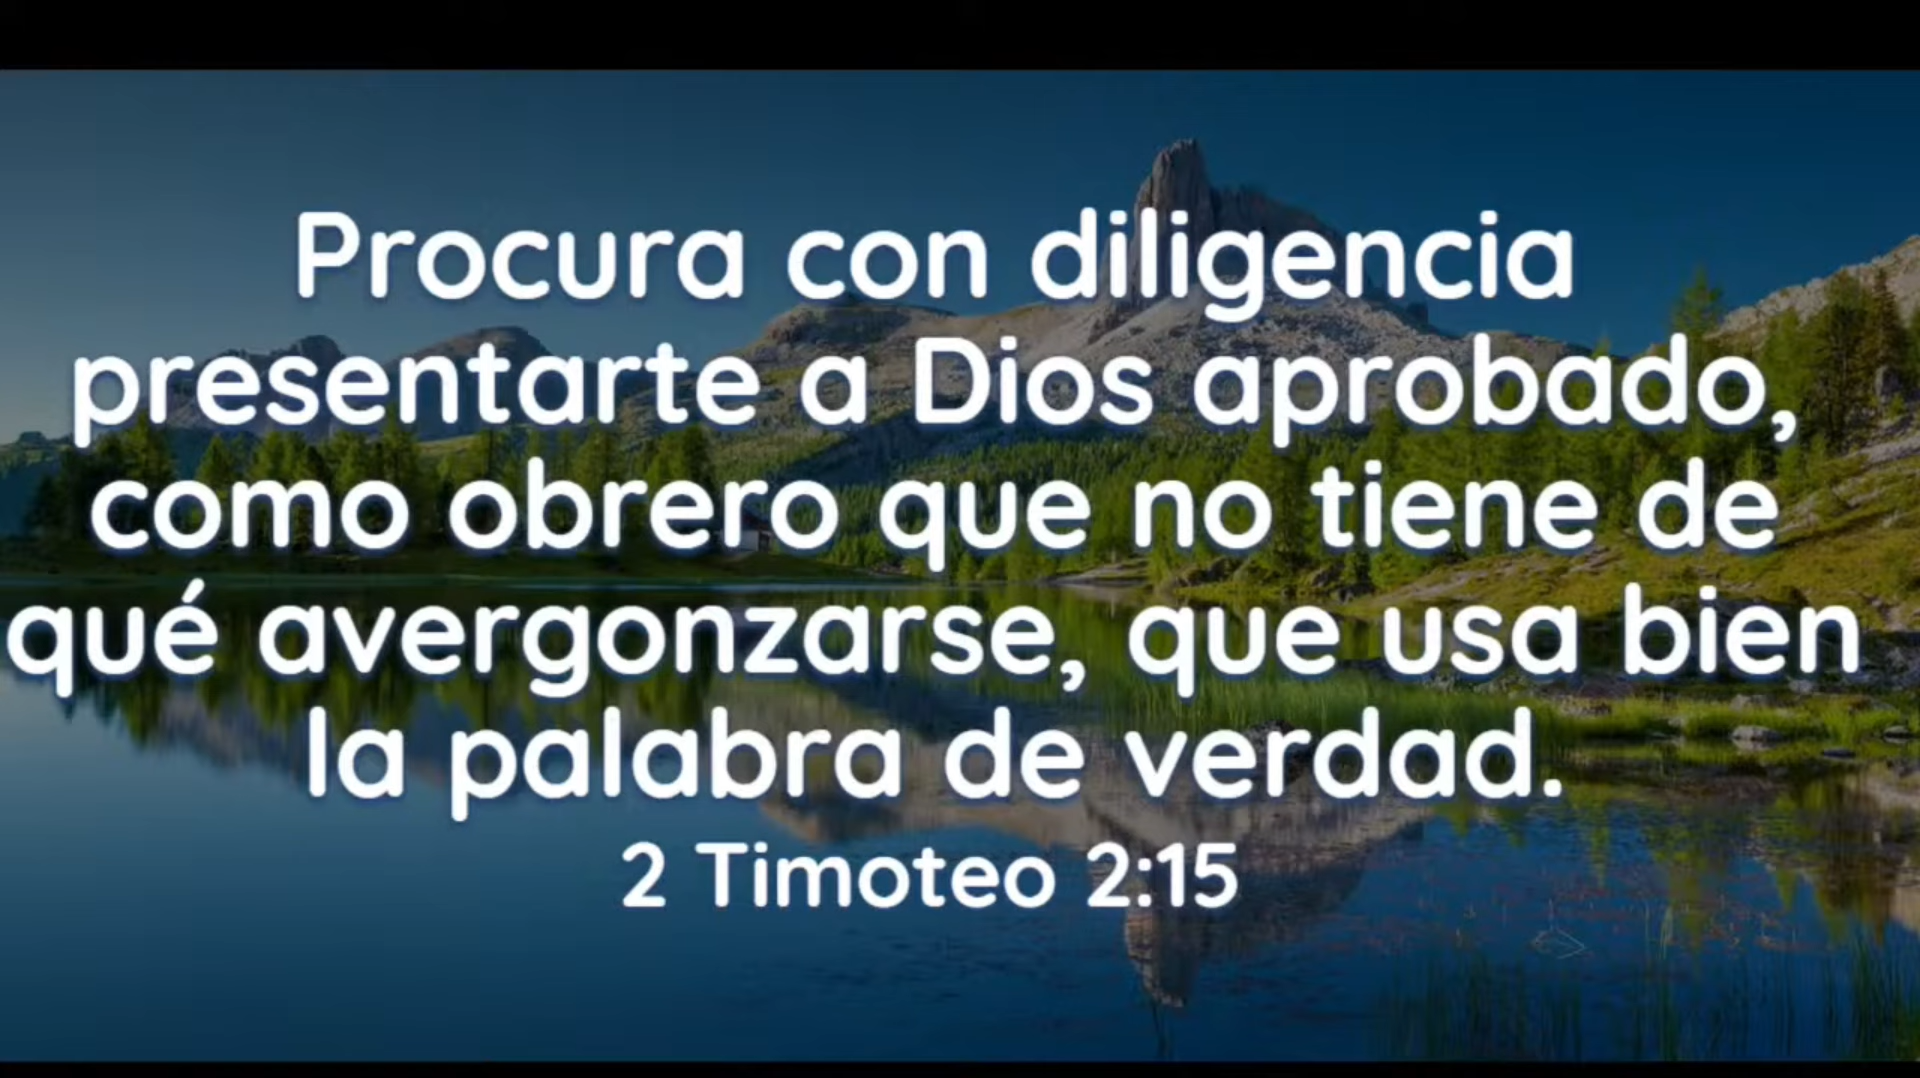 Procura con diligencia
presentarte a Dios aprobado,
como obrero que no tiene de
qué avergonzarse, que usa bien
la palabra de verdad.
2 Timoteo 2:15